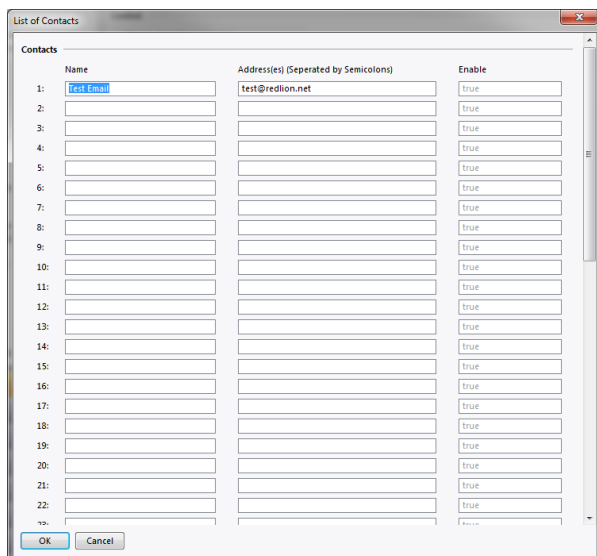 List of Contacts
Contacts
Name Address(es) (Seperated by Semicolons) Enable
1: Test Email test@redlion.net true
2: true
3: true
4: true
5: true
6: true
7: true
8: true
9: true
10: true
11: true
12: true
13: true
14: true
15: true
16: true
17: true
18: true
19: true
20: true
21: true
22: true
OK Cancel